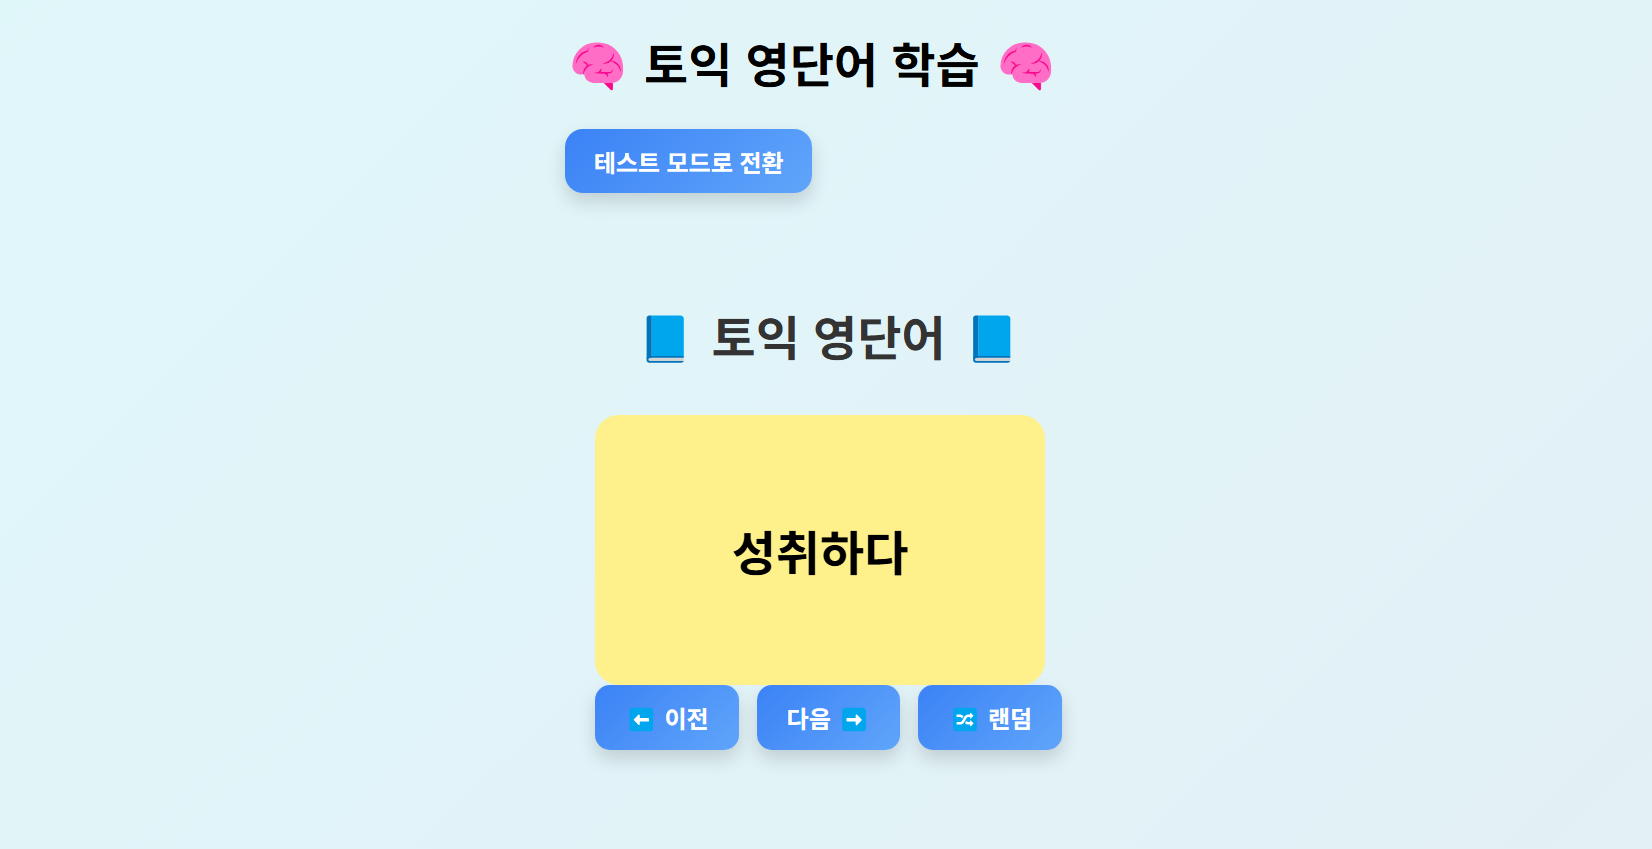 🧠 토익 영단어 학습 🧠
테스트 모드로 전환
📘 토익 영단어 📘
성취하다
⬅️ 이전
다음 ➡️
🔀 랜덤